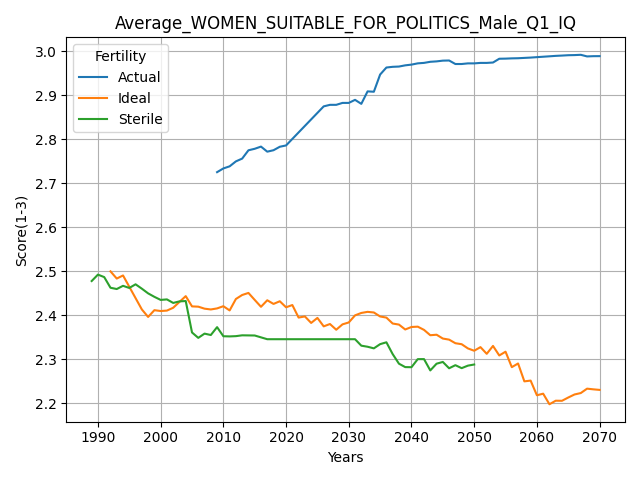 Average_WOMEN_SUITABLE_FOR_POLITICS_Male_Q1_IQ
Fertility
Actual
Ideal
Sterile
Score(1-3)
3.0
2.9
2.8
2.7
2.6
2.5
2.4
2.3
2.2
1990 2000 2010 2020 2030 2040 2050 2060 2070
Years